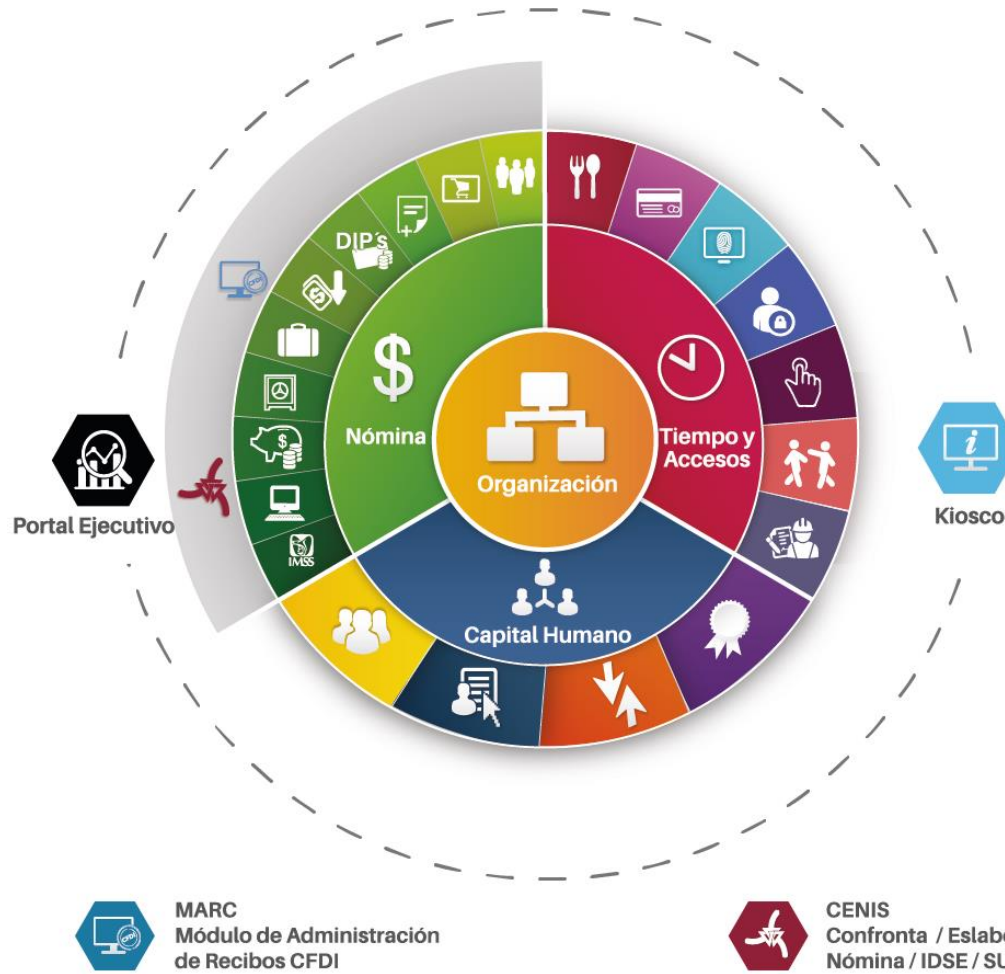 DIP's
$
Nómina
$
IMSS
Organización
Tiempo y
Accesos
Capital Humano
Portal Ejecutivo
i
Kiosco
CFDI
MARC
Módulo de Administración
de Recibos CFDI
CENIS
Confronta / Eslabo
Nómina / IDSE / SU